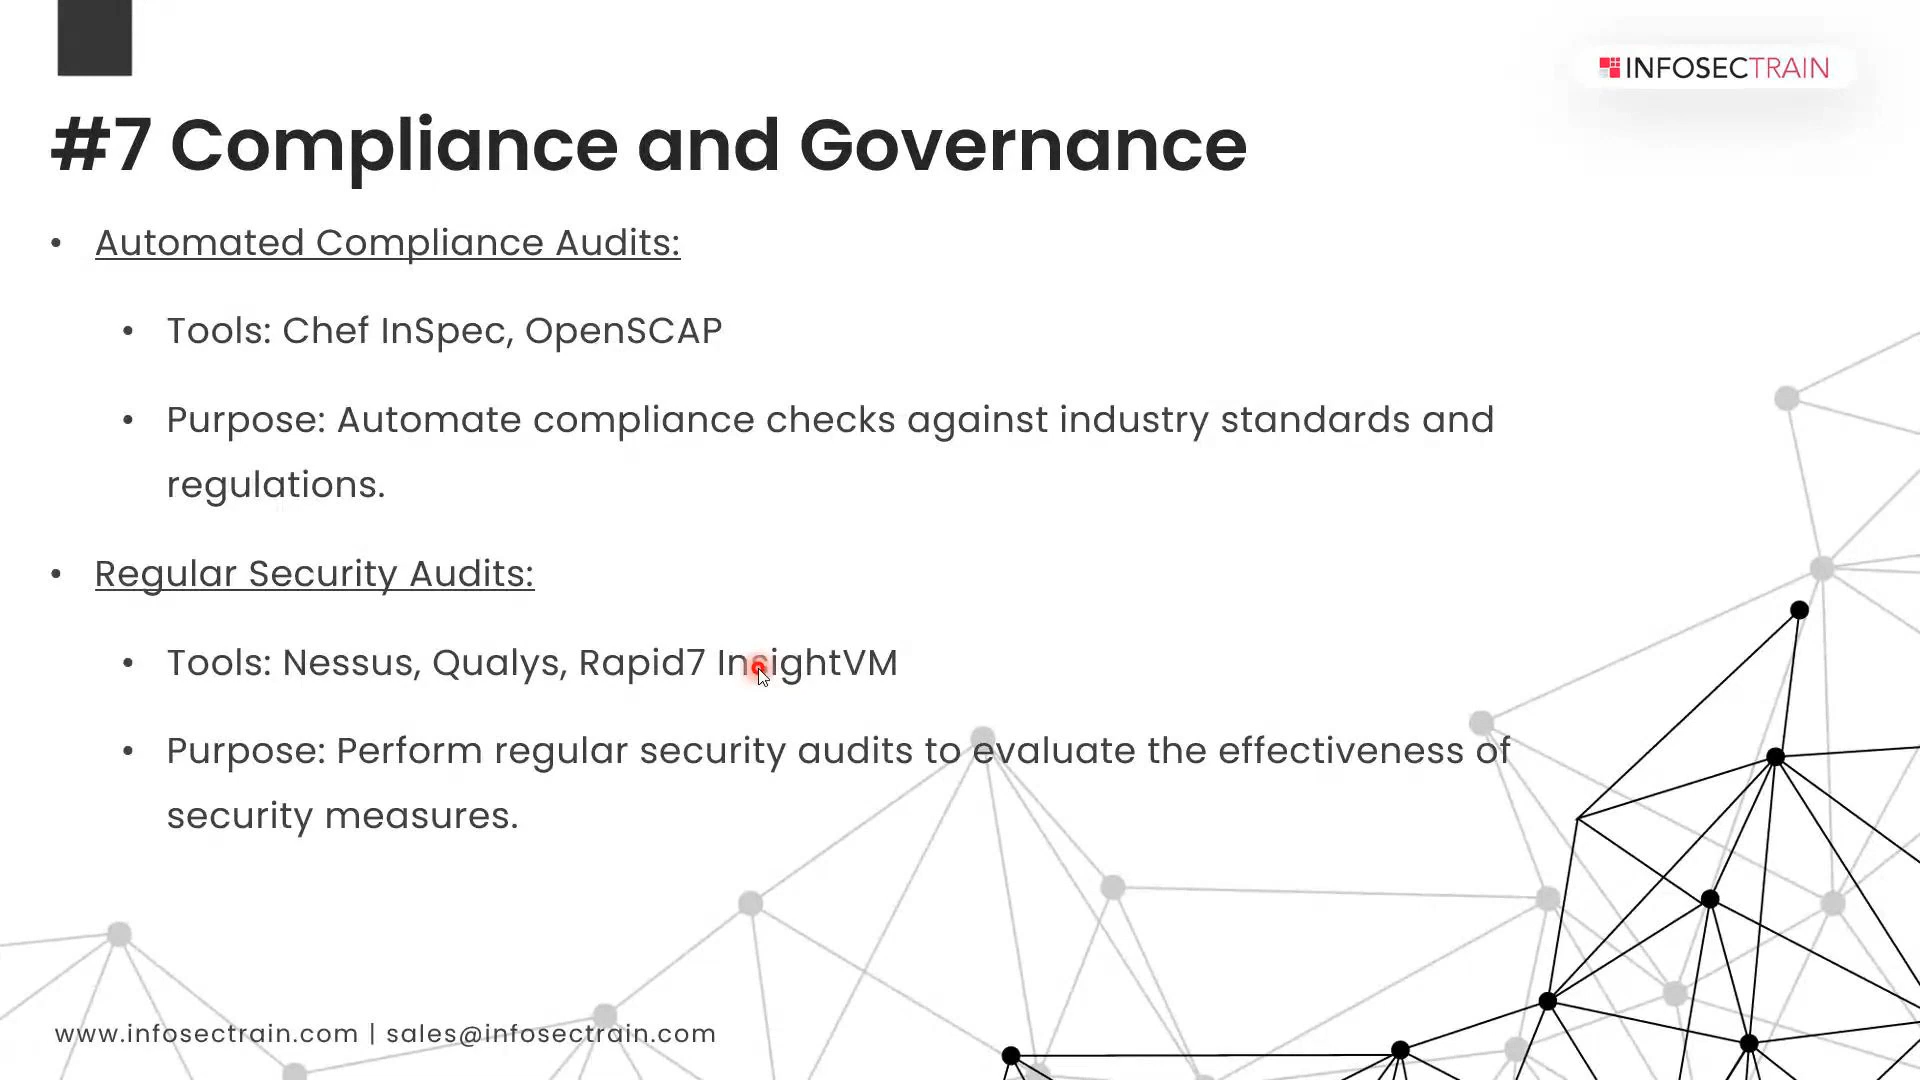 INFOSECTRAIN
#7 Compliance and Governance
• Automated Compliance Audits:
• Tools: Chef InSpec, OpenSCAP
• Purpose: Automate compliance checks against industry standards and
regulations.
• Regular Security Audits:
• Tools: Nessus, Qualys, Rapid7 InsightVM
• Purpose: Perform regular security audits to evaluate the effectiveness of
security measures.
www.infosectrain.com | sales@infosectrain.com